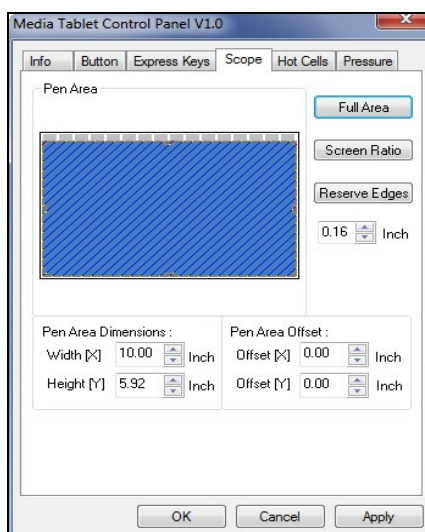 Media Tablet Control Panel V1.0
Info Button Express Keys Scope Hot Cells Pressure
Pen Area
Full Area
Screen Ratio
Reserve Edges
0.16 Inch
Pen Area Dimensions :
Width [X] 10.00 Inch
Height [Y] 5.92 Inch
Pen Area Offset :
Offset [X] 0.00 Inch
Offset [Y] 0.00 Inch
OK Cancel Apply